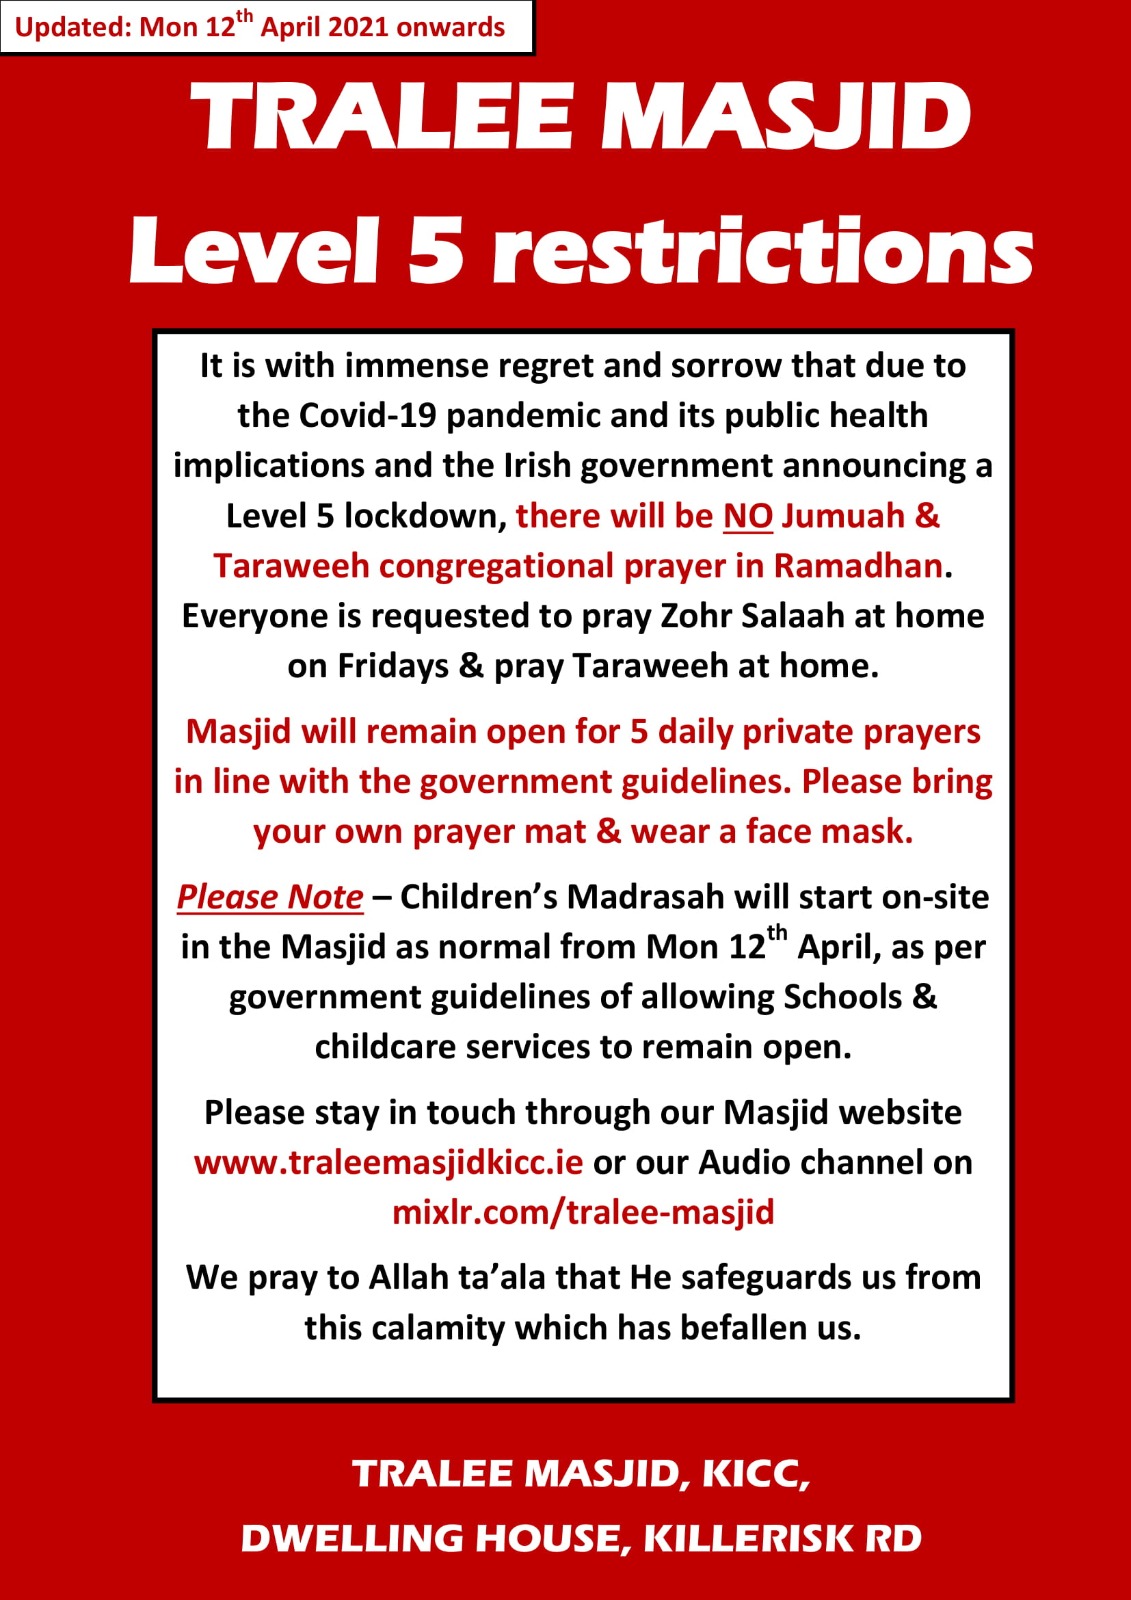 Updated: Mon 12th April 2021 onwards
TRALEE MASJID
Level 5 restrictions
It is with immense regret and sorrow that due to
the Covid-19 pandemic and its public health
implications and the Irish government announcing a
Level 5 lockdown, there will be NO Jumuah &
Taraweeh congregational prayer in Ramadhan.
Everyone is requested to pray Zohr Salaah at home
on Fridays & pray Taraweeh at home.
Masjid will remain open for 5 daily private prayers
in line with the government guidelines. Please bring
your own prayer mat & wear a face mask.
Please Note – Children’s Madrasah will start on-site
in the Masjid as normal from Mon 12th April, as per
government guidelines of allowing Schools &
childcare services to remain open.
Please stay in touch through our Masjid website
www.traleemasjidkicc.ie or our Audio channel on
mixlr.com/tralee-masjid
We pray to Allah ta’ala that He safeguards us from
this calamity which has befallen us.
TRALEE MASJID, KICC,
DWELLING HOUSE, KILLERISK RD